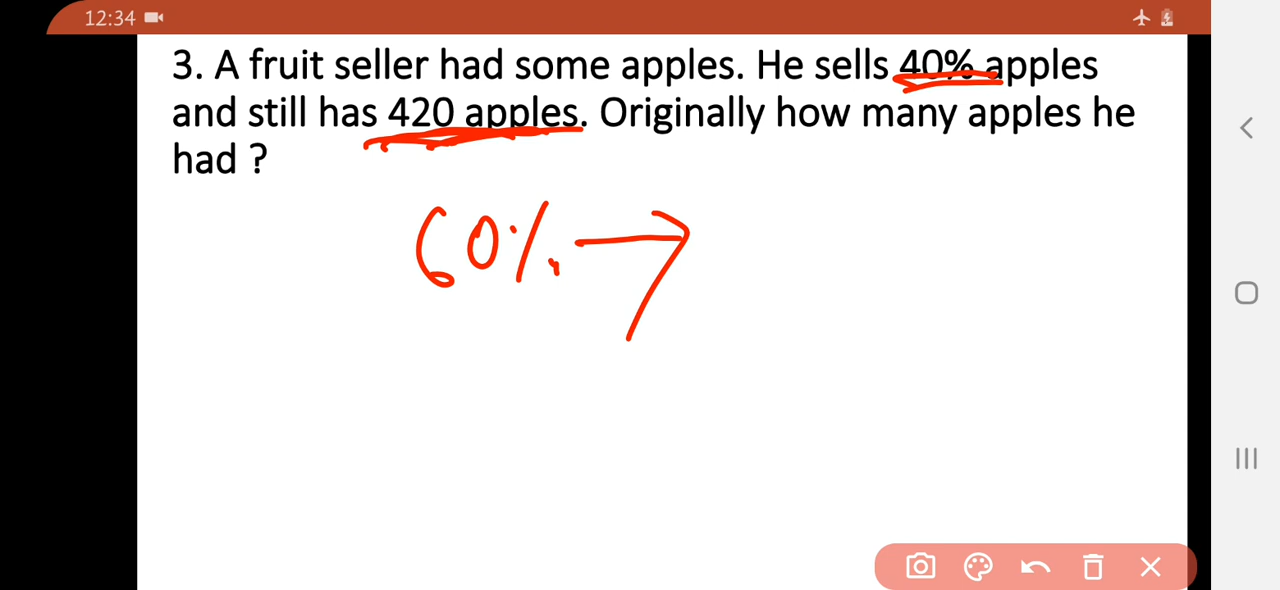 12:34
3. A fruit seller had some apples. He sells 40% apples
and still has 420 apples. Originally how many apples he
had ?
60% →